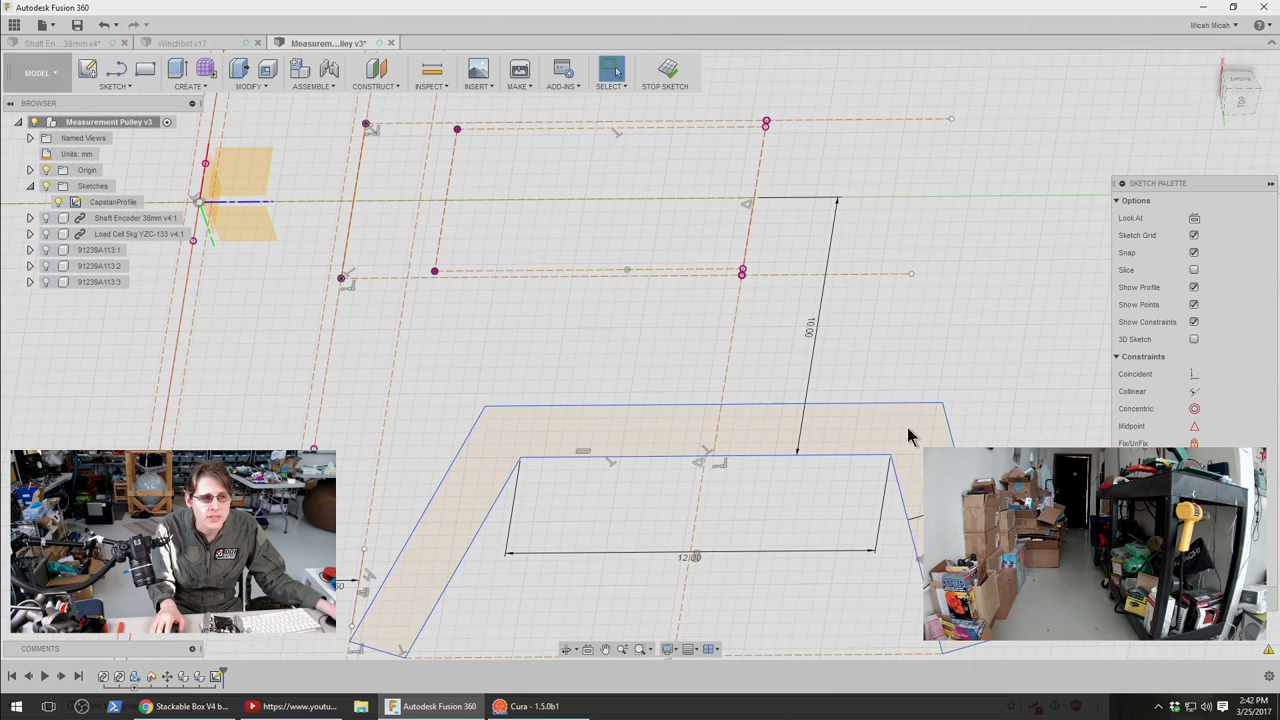 Autodesk Fusion 360
Micah Micah
Shaft En...38mm v4*
Winchbot v17
Measurem...lley v3*
MODEL
SKETCH
CREATE
MODIFY
ASSEMBLE
CONSTRUCT
INSPECT
INSERT
MAKE
ADD-INS
SELECT
STOP SKETCH
BROWSER
Measurement Pulley v3
Named Views
Units: mm
Origin
Sketches
CapstanProfile
Shaft Encoder 38mm v4:1
Load Cell 5kg YZC-133 v4:1
91239A113:1
91239A113:2
91239A113:3
SKETCH PALETTE
Options
Look At
Sketch Grid
Snap
Slice
Show Profile
Show Points
Show Constraints
3D Sketch
Constraints
Coincident
Collinear
Concentric
Midpoint
Fix/UnFix
10.00
12.00
COMMENTS
Stackable Box V4 b...
https://www.youtu...
Autodesk Fusion 360
Cura - 1.5.0b1
2:42 PM
3/25/2017